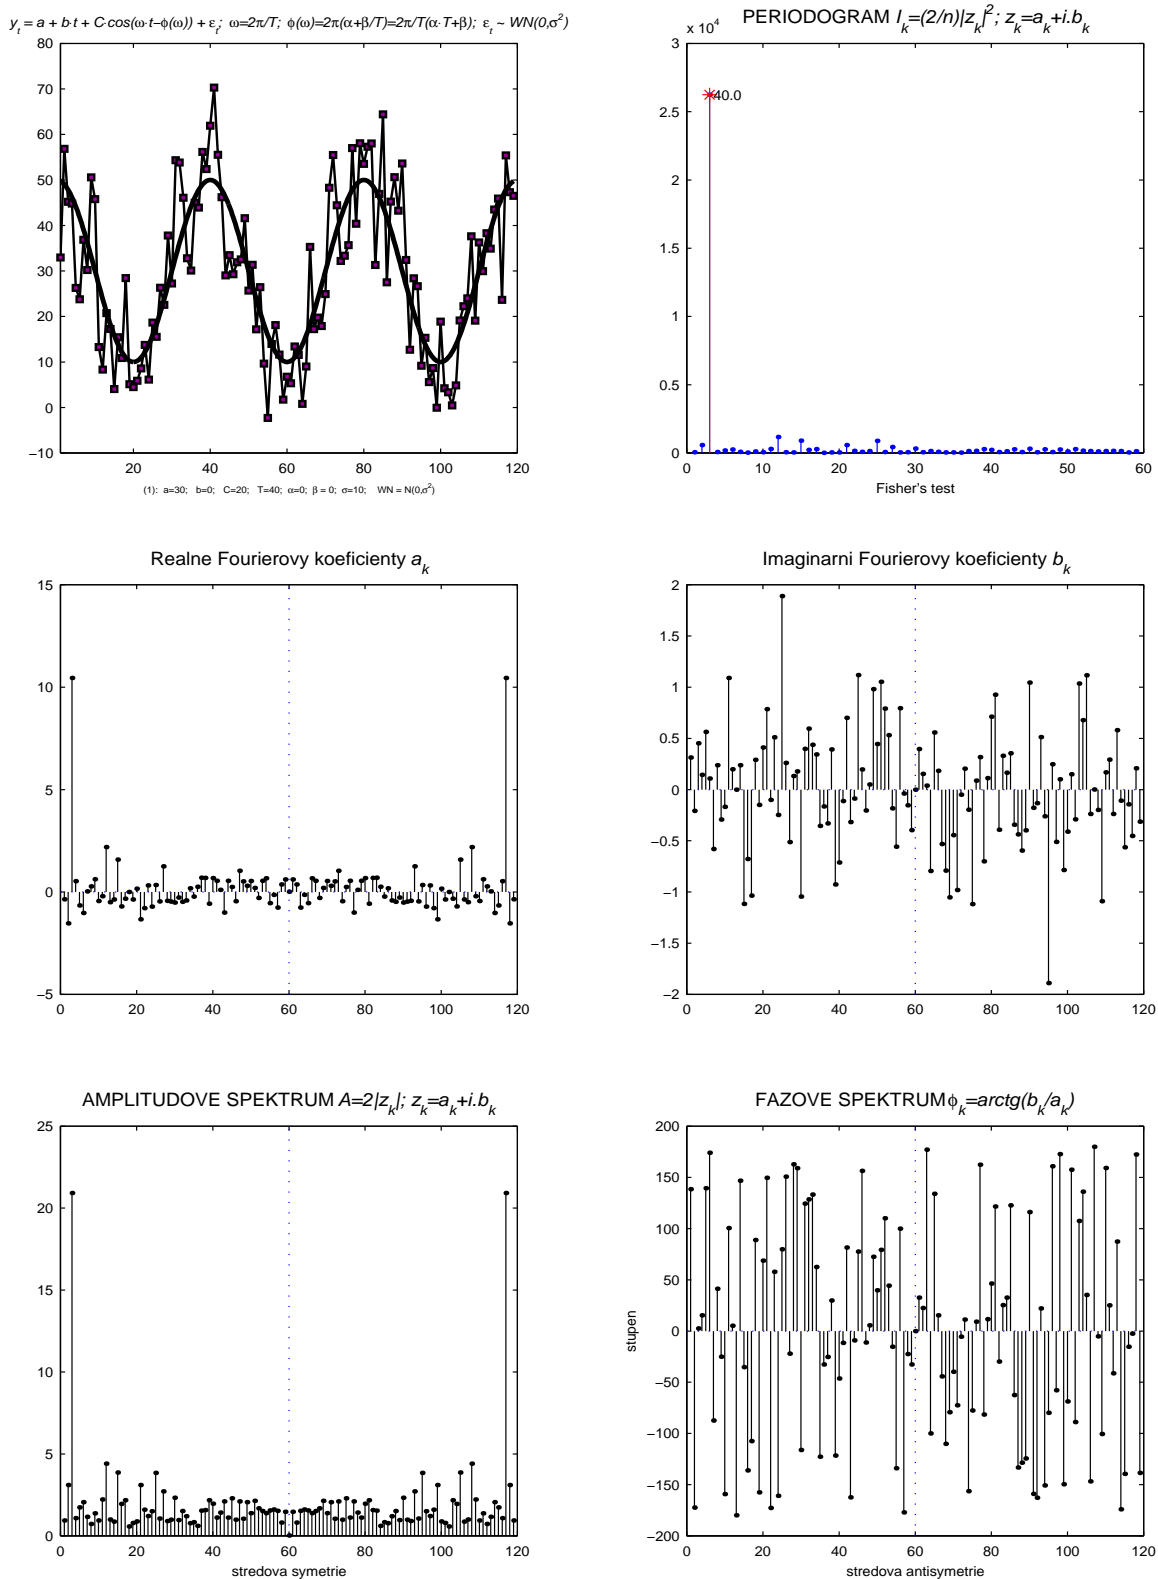 y_t = a + b·t + C·cos(ω·t−ϕ(ω)) + ε_t; ω=2π/T; ϕ(ω)=2π(α+β/T)=2π/T(α·T+β); ε_t ~ WN(0,σ²)
80
70
60
50
40
30
20
10
0
−10
20 40 60 80 100 120
(1): a=30; b=0; C=20; T=40; α=0; β = 0; σ=10; WN = N(0,σ²)
PERIODOGRAM I_k=(2/n)|z_k|²; z_k=a_k+i.b_k
x 10⁴
3
2.5
2
1.5
1
0.5
0
40.0
0 10 20 30 40 50 60
Fisher's test
Realne Fourierovy koeficienty a_k
15
10
5
0
−5
0 20 40 60 80 100 120
Imaginarni Fourierovy koeficienty b_k
2
1.5
1
0.5
0
−0.5
−1
−1.5
−2
0 20 40 60 80 100 120
AMPLITUDOVE SPEKTRUM A=2|z_k|; z_k=a_k+i.b_k
25
20
15
10
5
0
0 20 40 60 80 100 120
stredova symetrie
FAZOVE SPEKTRUM ϕ_k=arctg(b_k/a_k)
200
150
100
50
0
−50
−100
−150
−200
stupen
0 20 40 60 80 100 120
stredova antisymetrie